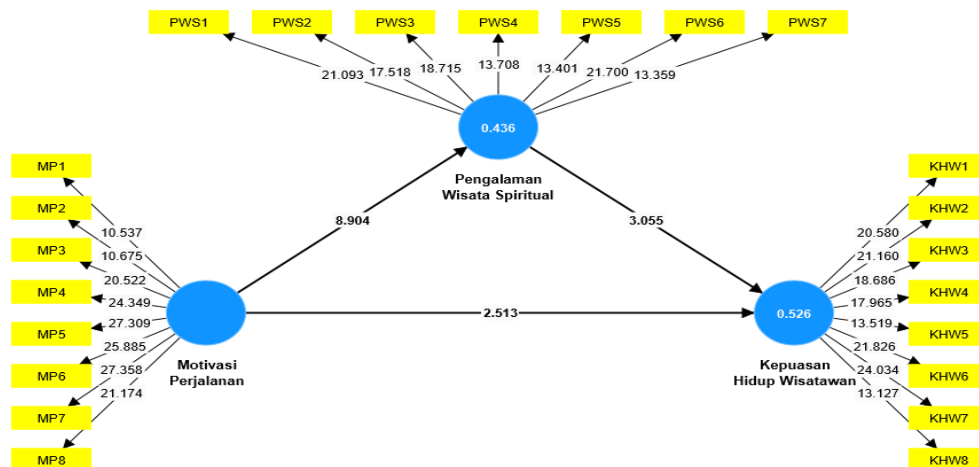 PWS1 PWS2 PWS3 PWS4 PWS5 PWS6 PWS7
21.093 17.518 18.715 13.708 13.401 21.700 13.359
0.436
Pengalaman
Wisata Spiritual
MP1
MP2
MP3
MP4
MP5
MP6
MP7
MP8
10.537
10.675
20.522
24.349
27.309
25.885
27.358
21.174
Motivasi
Perjalanan
8.904
3.055
2.513
0.526
Kepuasan
Hidup Wisatawan
20.580
21.160
18.686
17.965
13.519
21.826
24.034
13.127
KHW1
KHW2
KHW3
KHW4
KHW5
KHW6
KHW7
KHW8